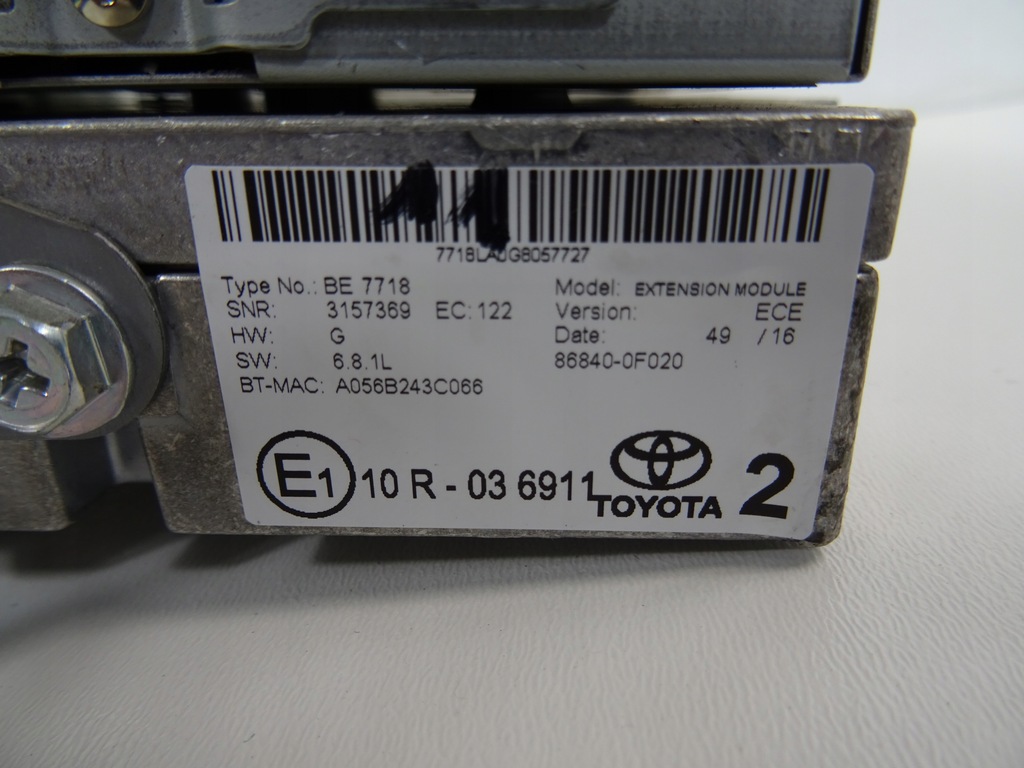 7718LAJG8057727
Type No.: BE 7718 Model: EXTENSION MODULE
SNR: 3157369 EC: 122 Version: ECE
HW: G Date: 49 /16
SW: 6.8.1L 86840-0F020
BT-MAC: A056B243C066
E1 10 R - 03 6911 TOYOTA 2